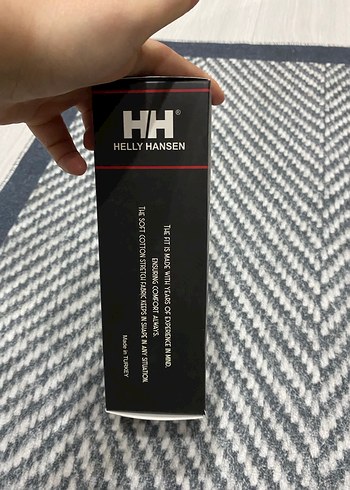 HH®
HELLY HANSEN
THE FIT IS MADE WITH YEARS OF EXPERIENCE IN MIND,
ENSURING COMFORT ALWAYS.
THE SOFT COTTON STRETCH FABRIC KEEPS IN SHAPE IN ANY SITUATION.
Made in TURKEY